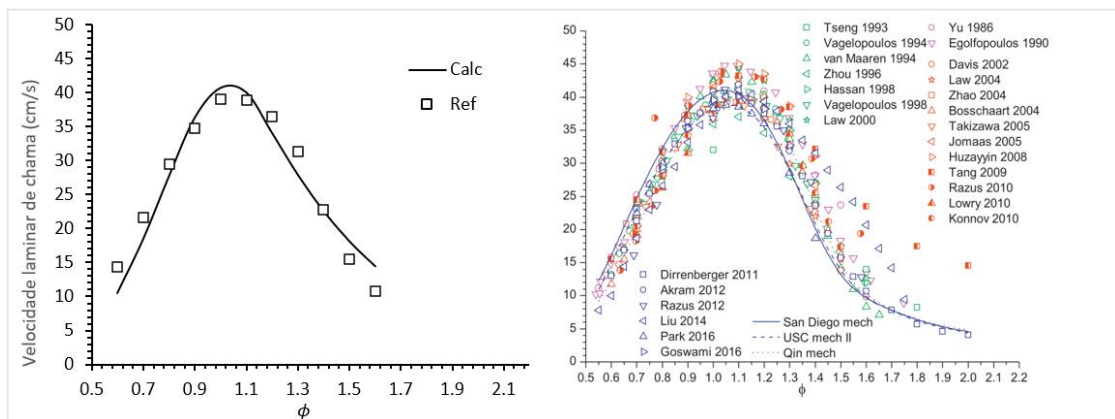 Velocidade laminar de chama (cm/s)
50
45
40
35
30
25
20
15
10
5
0
0.5 0.7 0.9 1.1 1.3 1.5 1.7 1.9 2.1
ϕ
Calc
Ref
50
45
40
35
30
25
20
15
10
5
0
0.5 0.6 0.7 0.8 0.9 1.0 1.1 1.2 1.3 1.4 1.5 1.6 1.7 1.8 1.9 2.0 2.1 2.2
ϕ
Tseng 1993
Vagelopoulos 1994
van Maaren 1994
Zhou 1996
Hassan 1998
Vagelopoulos 1998
Law 2000
Yu 1986
Egolfopoulos 1990
Davis 2002
Law 2004
Zhao 2004
Bosschaart 2004
Takizawa 2005
Jomaas 2005
Huzayyin 2008
Tang 2009
Razus 2010
Lowry 2010
Konnov 2010
Dirrenberger 2011
Akram 2012
Razus 2012
Liu 2014
Park 2016
Goswami 2016
San Diego mech
USC mech II
Qin mech